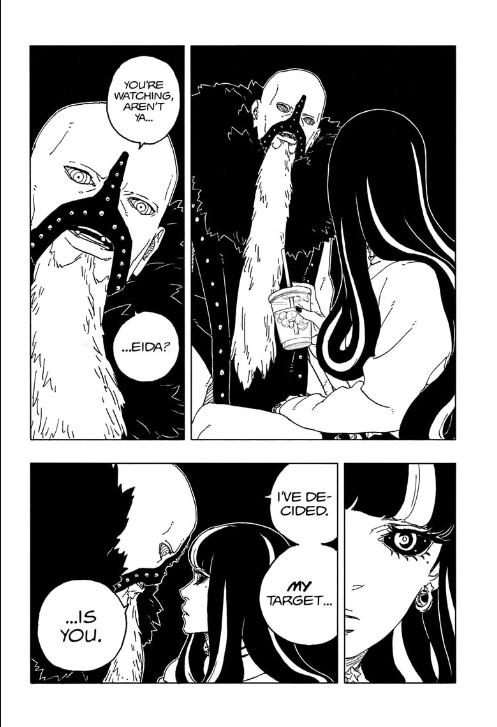 YOU'RE
WATCHING,
AREN'T
YA...
...EIDA?
I'VE DE-
CIDED.
MY
TARGET...
...IS
YOU.